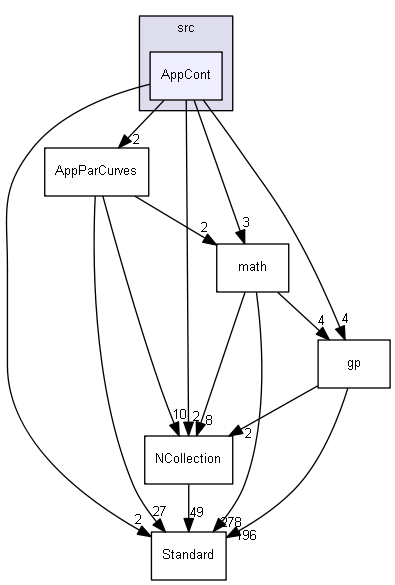 src
AppCont
2
AppParCurves
2
3
math
4
4
gp
10
2
8
2
NCollection
49
2
27
278
196
Standard